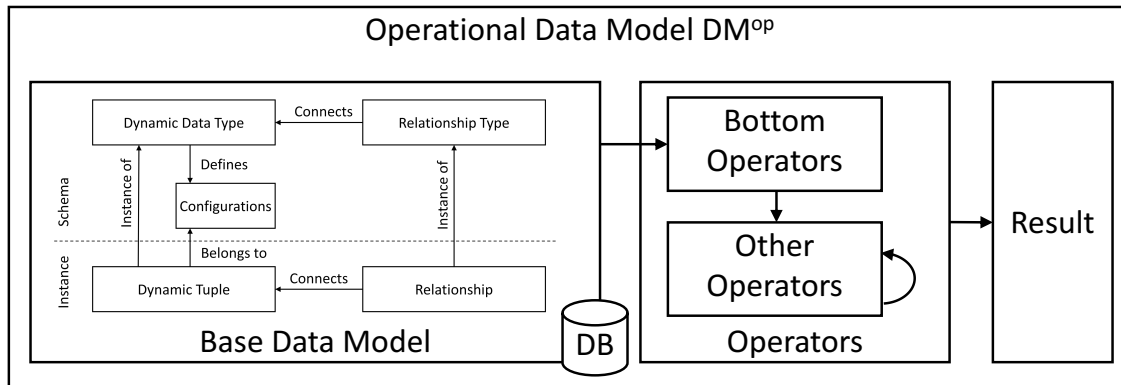 Operational Data Model DMop
Dynamic Data Type
Connects
Relationship Type
Instance of
Defines
Instance of
Schema
Configurations
Belongs to
Instance
Dynamic Tuple
Connects
Relationship
Base Data Model
DB
Bottom
Operators
Other
Operators
Operators
Result